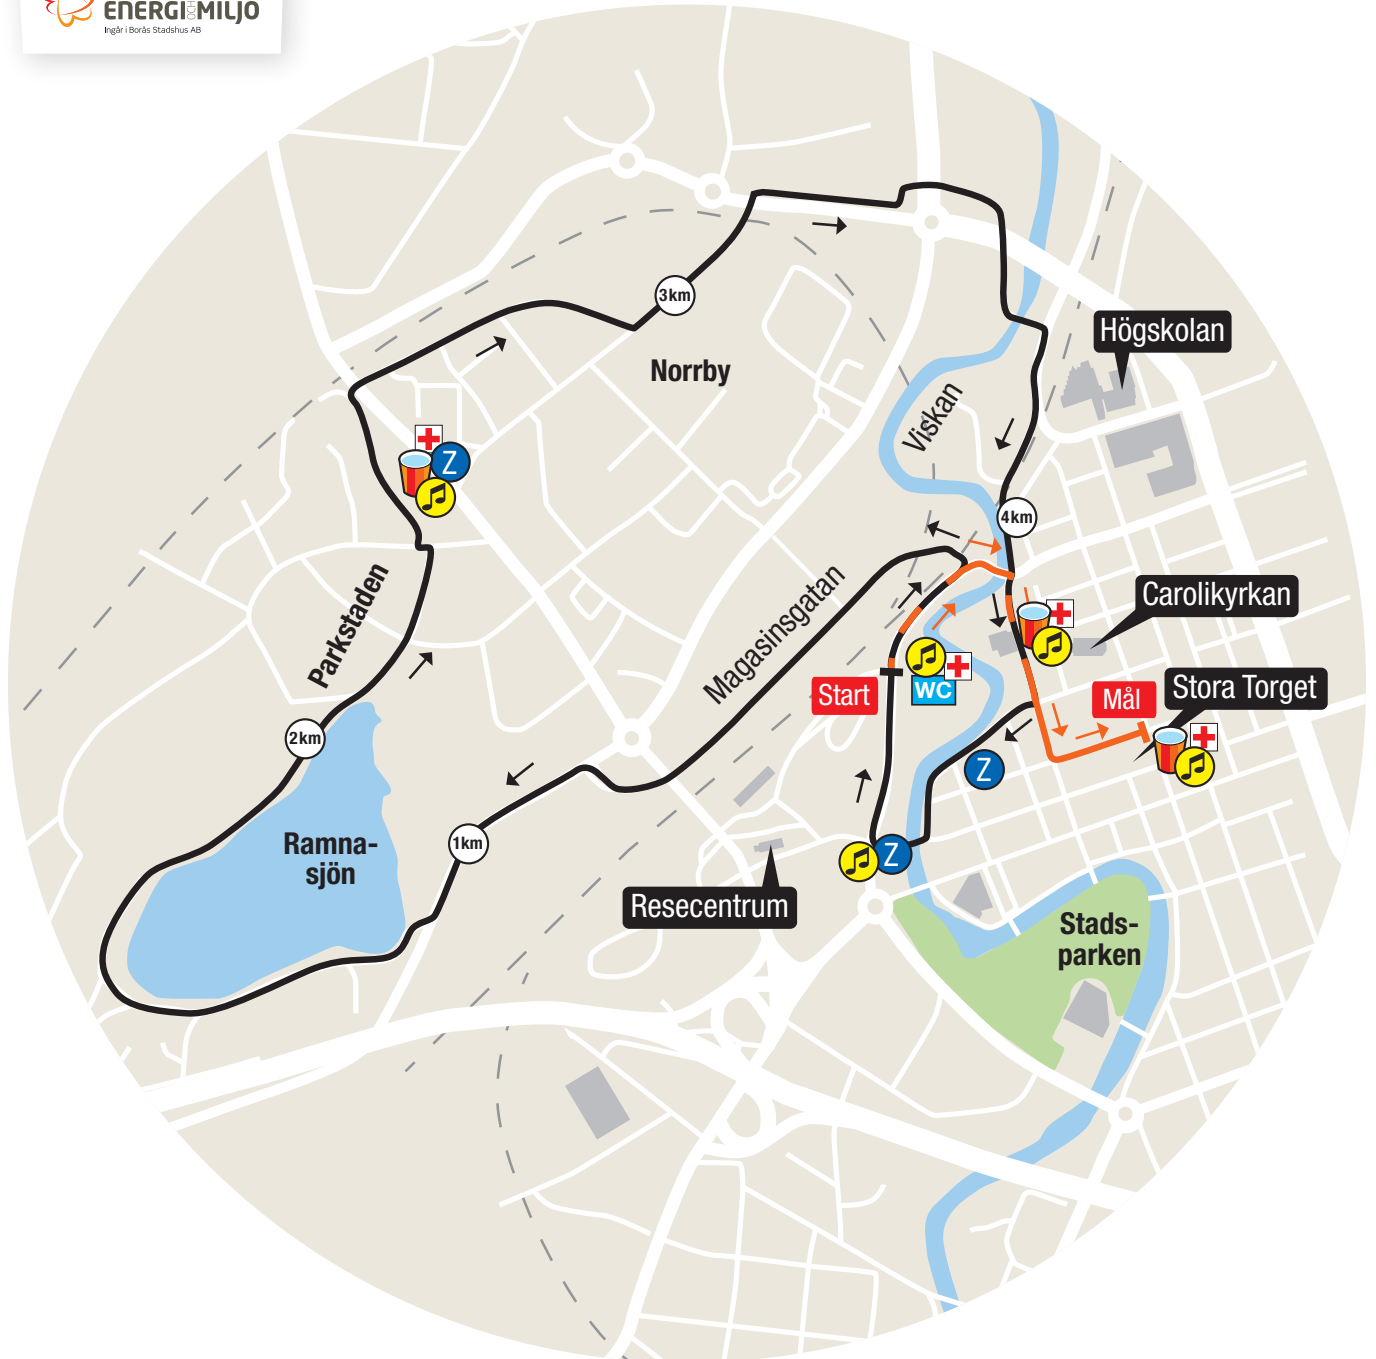 ENERGI OCH MILJÖ
Ingår i Borås Stadshus AB
3km
Högskolan
Norrby
Viskan
Z
4km
Parkstaden
Magasinsgatan
Carolikyrkan
Start
WC
Mål
Stora Torget
2km
Z
Ramna-
sjön
1km
Z
Resecentrum
Stads-
parken